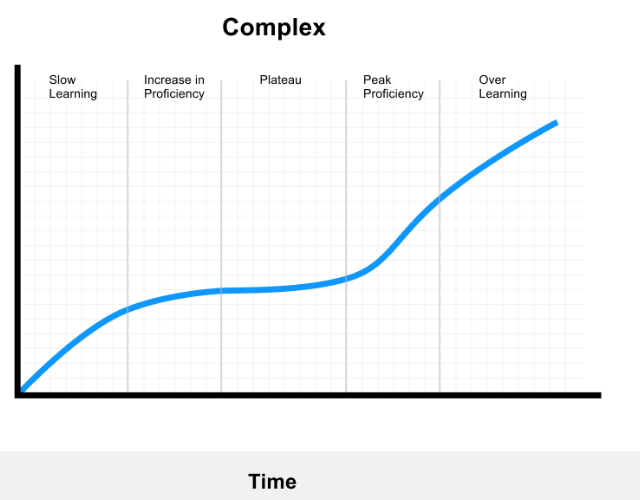 Complex
Slow
Learning
Increase in
Proficiency
Plateau
Peak
Proficiency
Over
Learning
Time